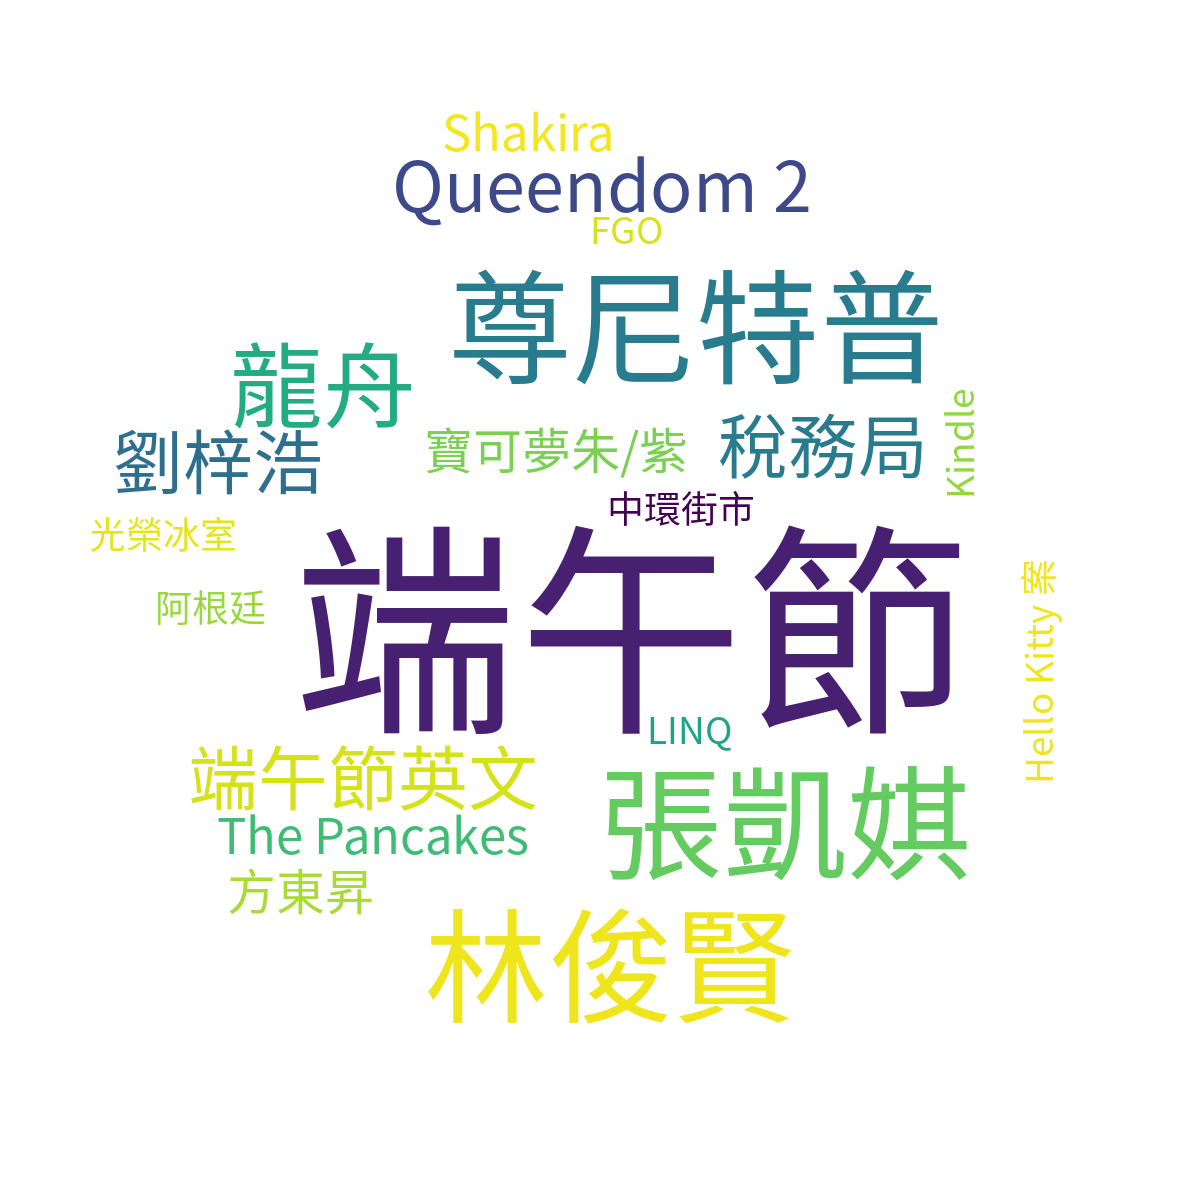 Shakira
Queendom 2
FGO
尊尼特普
龍舟
劉梓浩
寶可夢朱/紫
稅務局
Kindle
中環街市
光榮冰室
端午節
阿根廷
Hello Kitty 案
LINQ
端午節英文
張凱娸
The Pancakes
方東昇
林俊賢